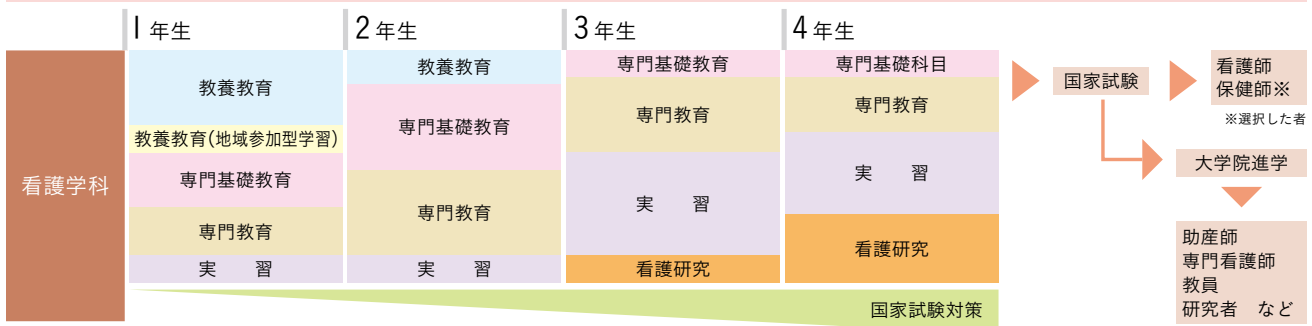 1年生
2年生
3年生
4年生
看護学科
教養教育
教養教育(地域参加型学習)
専門基礎教育
専門教育
実　習
教養教育
専門基礎教育
専門教育
実　習
専門基礎教育
専門教育
実　習
看護研究
専門基礎科目
専門教育
実　習
看護研究
国家試験対策
国家試験
看護師
保健師※
※選択した者
大学院進学
助産師
専門看護師
教員
研究者　など